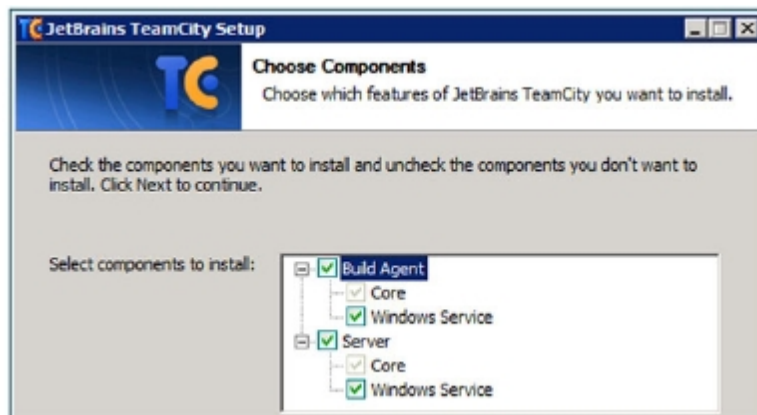 TC JetBrains TeamCity Setup
TC
Choose Components
Choose which features of JetBrains TeamCity you want to install.
Check the components you want to install and uncheck the components you don't want to
install. Click Next to continue.
Select components to install:
Build Agent
Core
Windows Service
Server
Core
Windows Service